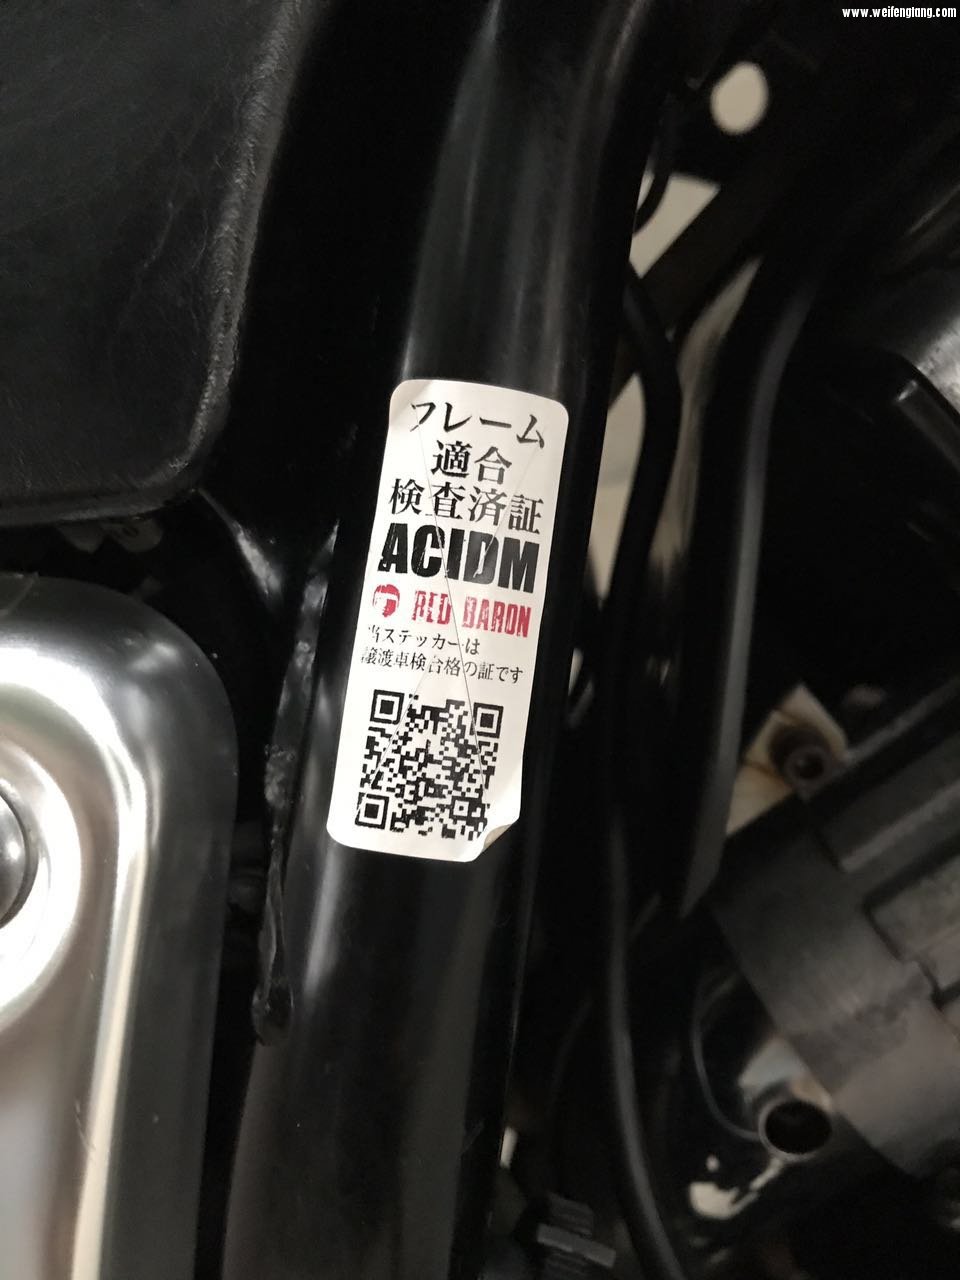 www.weifengtang.com
フレーム
適合
検査済証
ACIDM
RED BARON
当ステッカーは
譲渡車検合格の証です